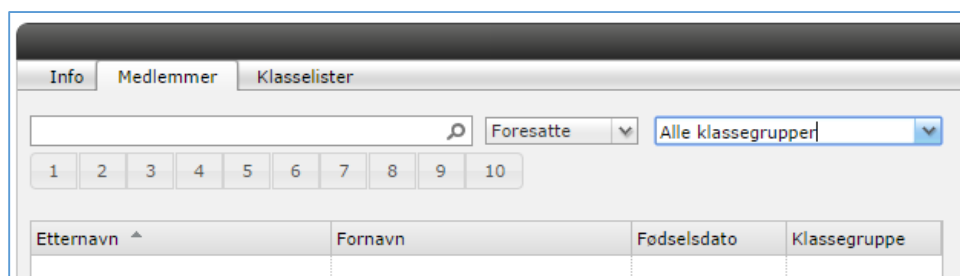 Info Medlemmer Klasselister
Foresatte Alle klassegrupper
1 2 3 4 5 6 7 8 9 10
Etternavn Fornavn Fødselsdato Klassegruppe